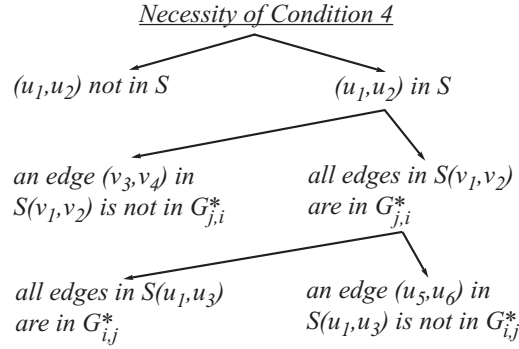 Necessity of Condition 4
(u₁,u₂) not in S
(u₁,u₂) in S
an edge (v₃,v₄) in
S(v₁,v₂) is not in G*ⱼ,ᵢ
all edges in S(v₁,v₂)
are in G*ⱼ,ᵢ
all edges in S(u₁,u₃)
are in G*ᵢ,ⱼ
an edge (u₅,u₆) in
S(u₁,u₃) is not in G*ᵢ,ⱼ